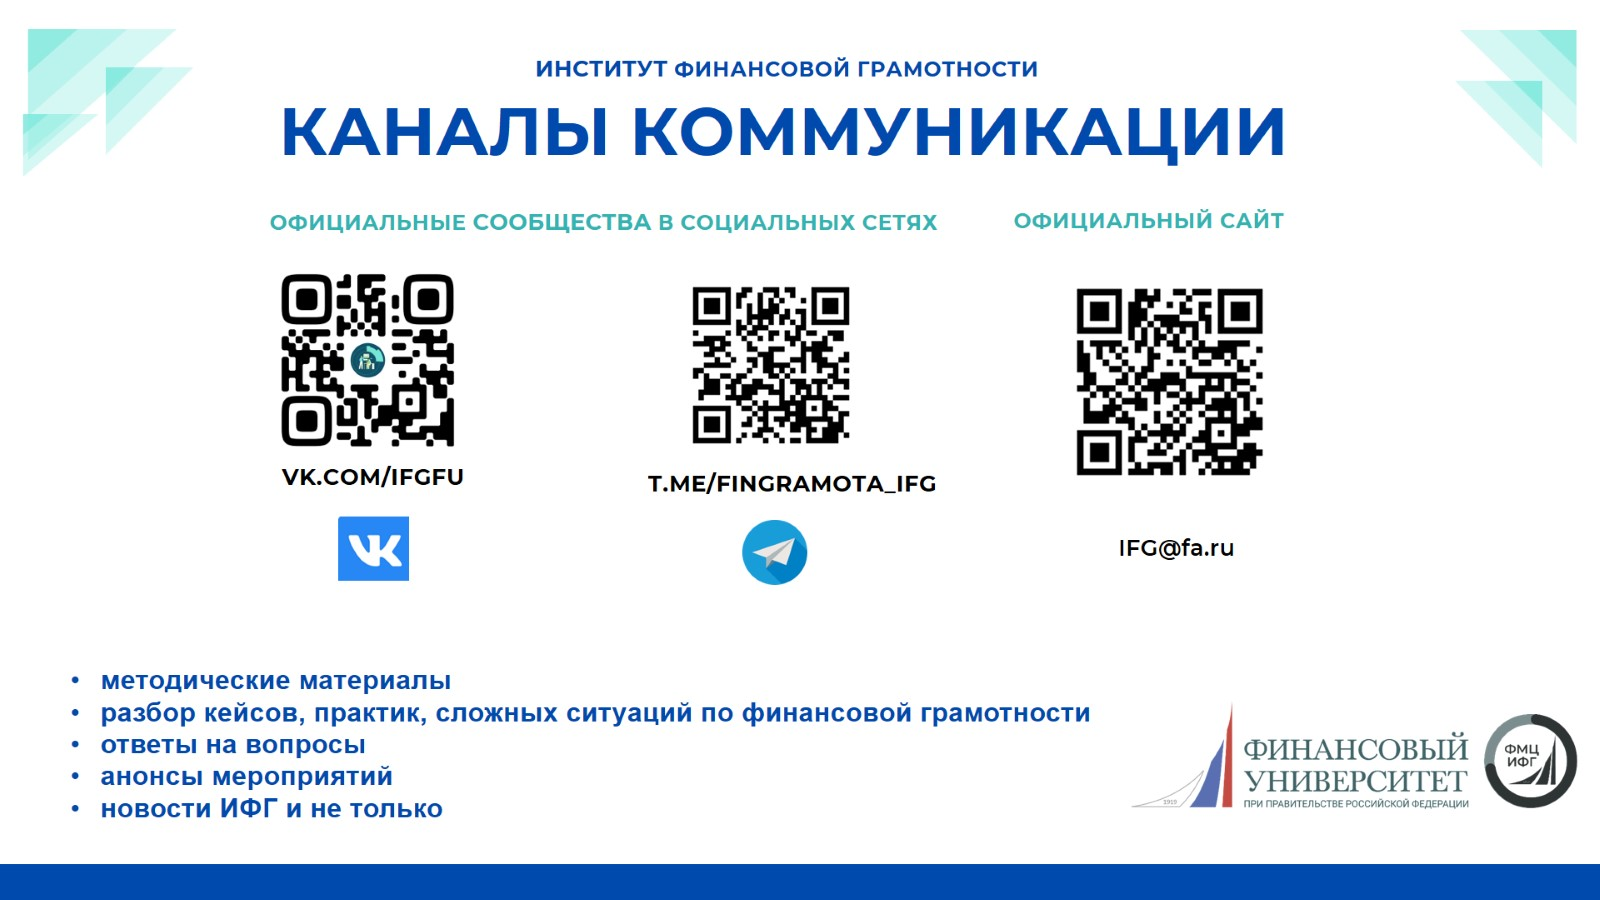 ИНСТИТУТ ФИНАНСОВОЙ ГРАМОТНОСТИ
КАНАЛЫ КОММУНИКАЦИИ
ОФИЦИАЛЬНЫЕ СООБЩЕСТВА В СОЦИАЛЬНЫХ СЕТЯХ
ОФИЦИАЛЬНЫЙ САЙТ
VK.COM/IFGFU
T.ME/FINGRAMOTA_IFG
IFG@fa.ru
• методические материалы
• разбор кейсов, практик, сложных ситуаций по финансовой грамотности
• ответы на вопросы
• анонсы мероприятий
• новости ИФГ и не только
1919
ФИНАНСОВЫЙ
УНИВЕРСИТЕТ
ПРИ ПРАВИТЕЛЬСТВЕ РОССИЙСКОЙ ФЕДЕРАЦИИ
ФМЦ
ИФГ